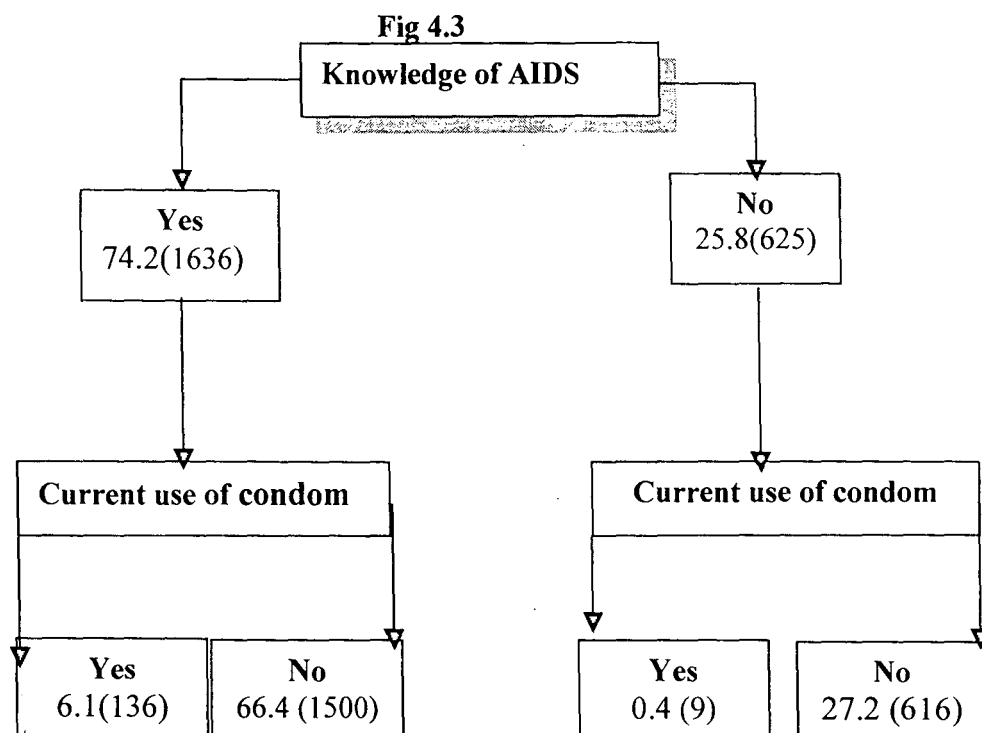 Fig 4.3
Knowledge of AIDS
Yes
74.2(1636)
No
25.8(625)
Current use of condom
Current use of condom
Yes
6.1(136)
No
66.4 (1500)
Yes
0.4 (9)
No
27.2 (616)